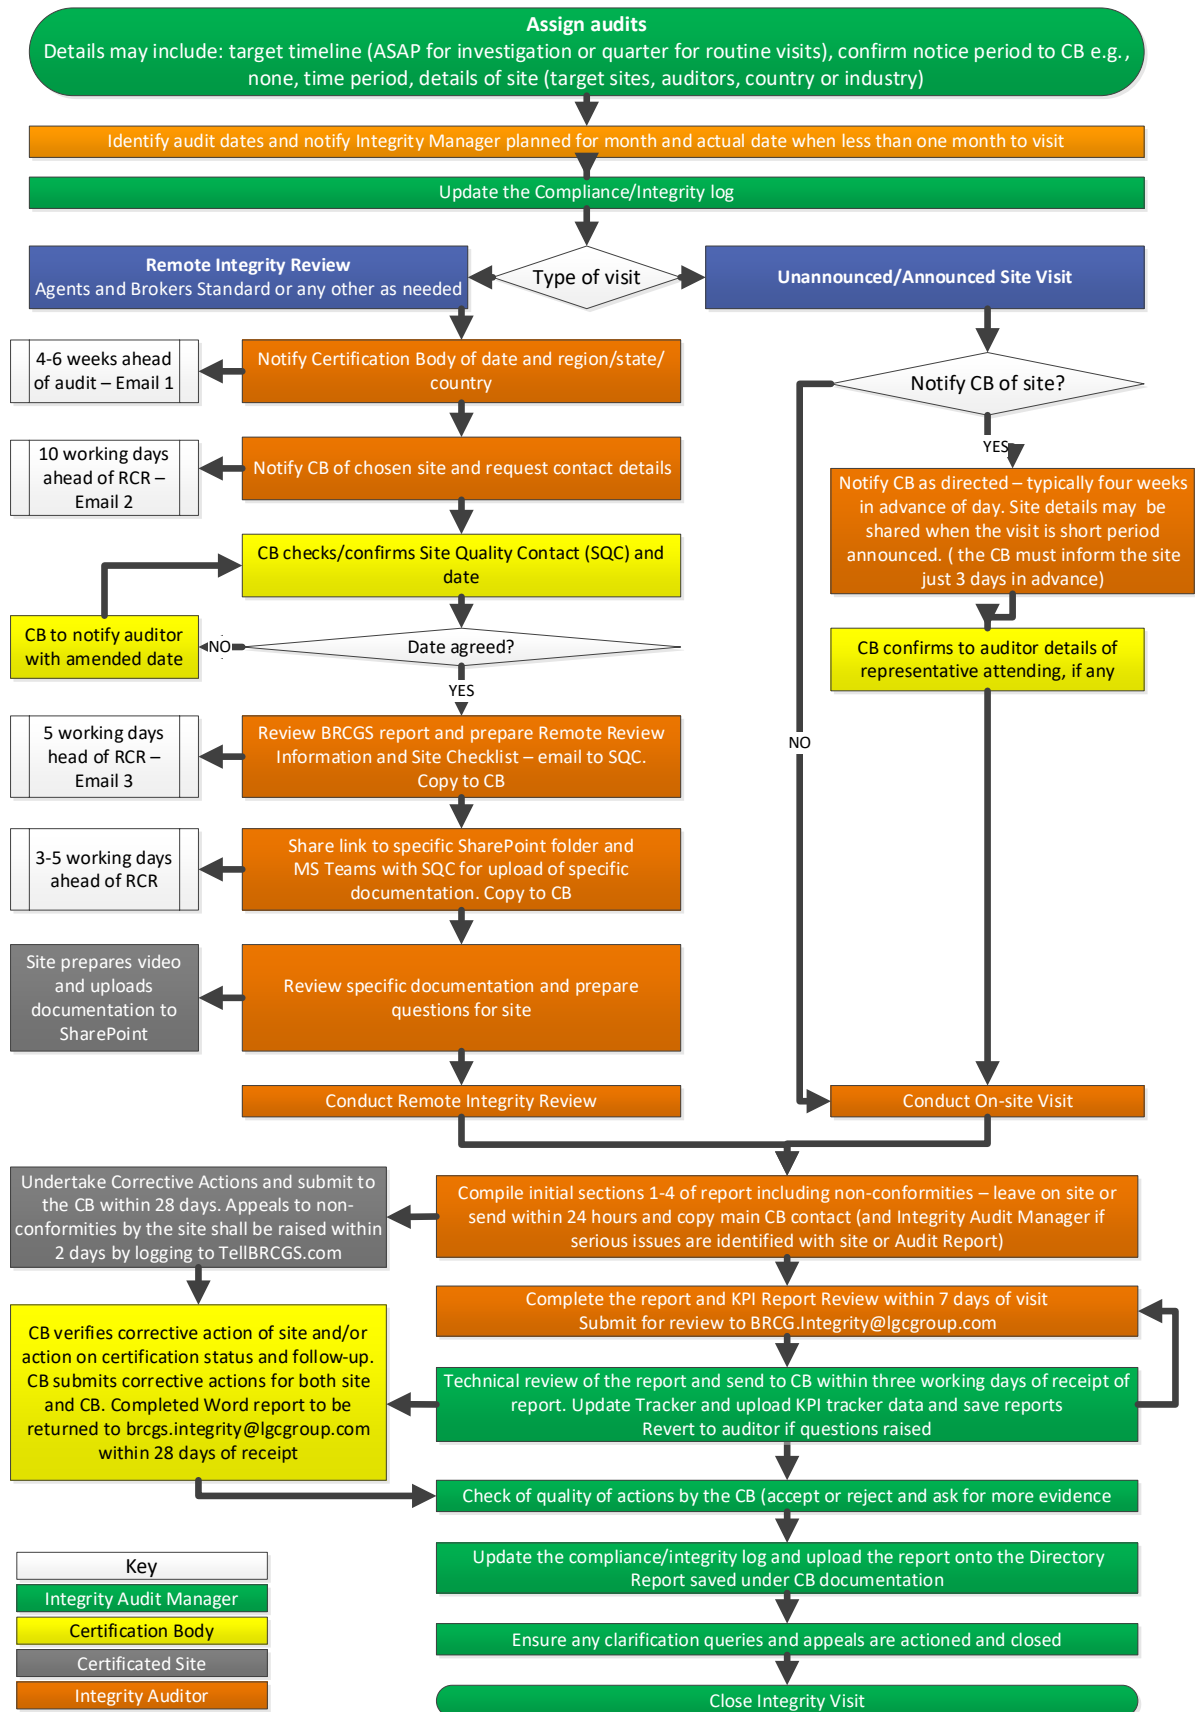 Assign audits
Details may include: target timeline (ASAP for investigation or quarter for routine visits), confirm notice period to CB e.g.,
none, time period, details of site (target sites, auditors, country or industry)
Identify audit dates and notify Integrity Manager planned for month and actual date when less than one month to visit
Update the Compliance/Integrity log
Remote Integrity Review
Agents and Brokers Standard or any other as needed
Type of visit
Unannounced/Announced Site Visit
4-6 weeks ahead
of audit – Email 1
Notify Certification Body of date and region/state/
country
Notify CB of site?
YES
10 working days
ahead of RCR –
Email 2
Notify CB of chosen site and request contact details
Notify CB as directed – typically four weeks
in advance of day. Site details may be
shared when the visit is short period
announced. ( the CB must inform the site
just 3 days in advance)
CB checks/confirms Site Quality Contact (SQC) and
date
CB to notify auditor
with amended date
NO
Date agreed?
YES
CB confirms to auditor details of
representative attending, if any
NO
5 working days
head of RCR –
Email 3
Review BRCGS report and prepare Remote Review
Information and Site Checklist – email to SQC.
Copy to CB
3-5 working days
ahead of RCR
Share link to specific SharePoint folder and
MS Teams with SQC for upload of specific
documentation. Copy to CB
Site prepares video
and uploads
documentation to
SharePoint
Review specific documentation and prepare
questions for site
Conduct Remote Integrity Review
Conduct On-site Visit
Undertake Corrective Actions and submit to
the CB within 28 days. Appeals to non-
conformities by the site shall be raised within
2 days by logging to TellBRCGS.com
Compile initial sections 1-4 of report including non-conformities – leave on site or
send within 24 hours and copy main CB contact (and Integrity Audit Manager if
serious issues are identified with site or Audit Report)
Complete the report and KPI Report Review within 7 days of visit
Submit for review to BRCG.Integrity@lgcgroup.com
CB verifies corrective action of site and/or
action on certification status and follow-up.
CB submits corrective actions for both site
and CB. Completed Word report to be
returned to brcgs.integrity@lgcgroup.com
within 28 days of receipt
Technical review of the report and send to CB within three working days of receipt of
report. Update Tracker and upload KPI tracker data and save reports
Revert to auditor if questions raised
Check of quality of actions by the CB (accept or reject and ask for more evidence
Update the compliance/integrity log and upload the report onto the Directory
Report saved under CB documentation
Ensure any clarification queries and appeals are actioned and closed
Close Integrity Visit
Key
Integrity Audit Manager
Certification Body
Certificated Site
Integrity Auditor